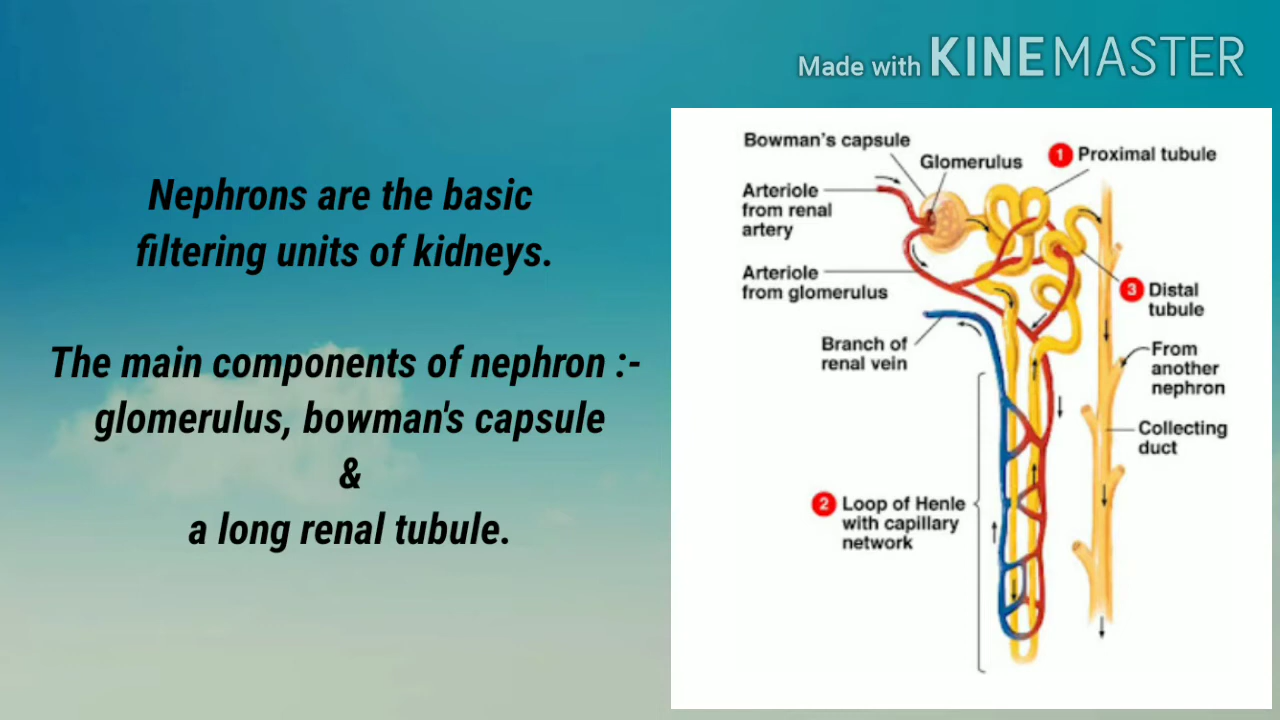 Made with KINEMASTER
Nephrons are the basic
filtering units of kidneys.
The main components of nephron :-
glomerulus, bowman's capsule
&
a long renal tubule.
Bowman's capsule
Glomerulus
1 Proximal tubule
Arteriole
from renal
artery
Arteriole
from glomerulus
3 Distal
tubule
Branch of
renal vein
From
another
nephron
Collecting
duct
2 Loop of Henle
with capillary
network